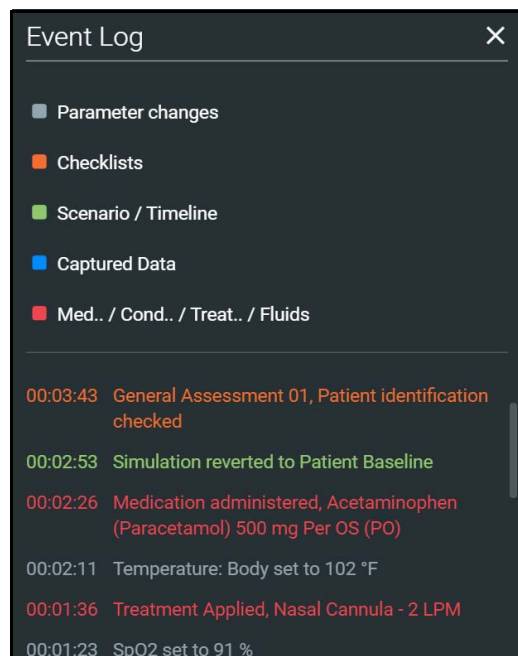 Event Log
Parameter changes
Checklists
Scenario / Timeline
Captured Data
Med.. / Cond.. / Treat.. / Fluids
00:03:43 General Assessment 01, Patient identification
checked
00:02:53 Simulation reverted to Patient Baseline
00:02:26 Medication administered, Acetaminophen
(Paracetamol) 500 mg Per OS (PO)
00:02:11 Temperature: Body set to 102 °F
00:01:36 Treatment Applied, Nasal Cannula - 2 LPM
00:01:23 SpO2 set to 91 %